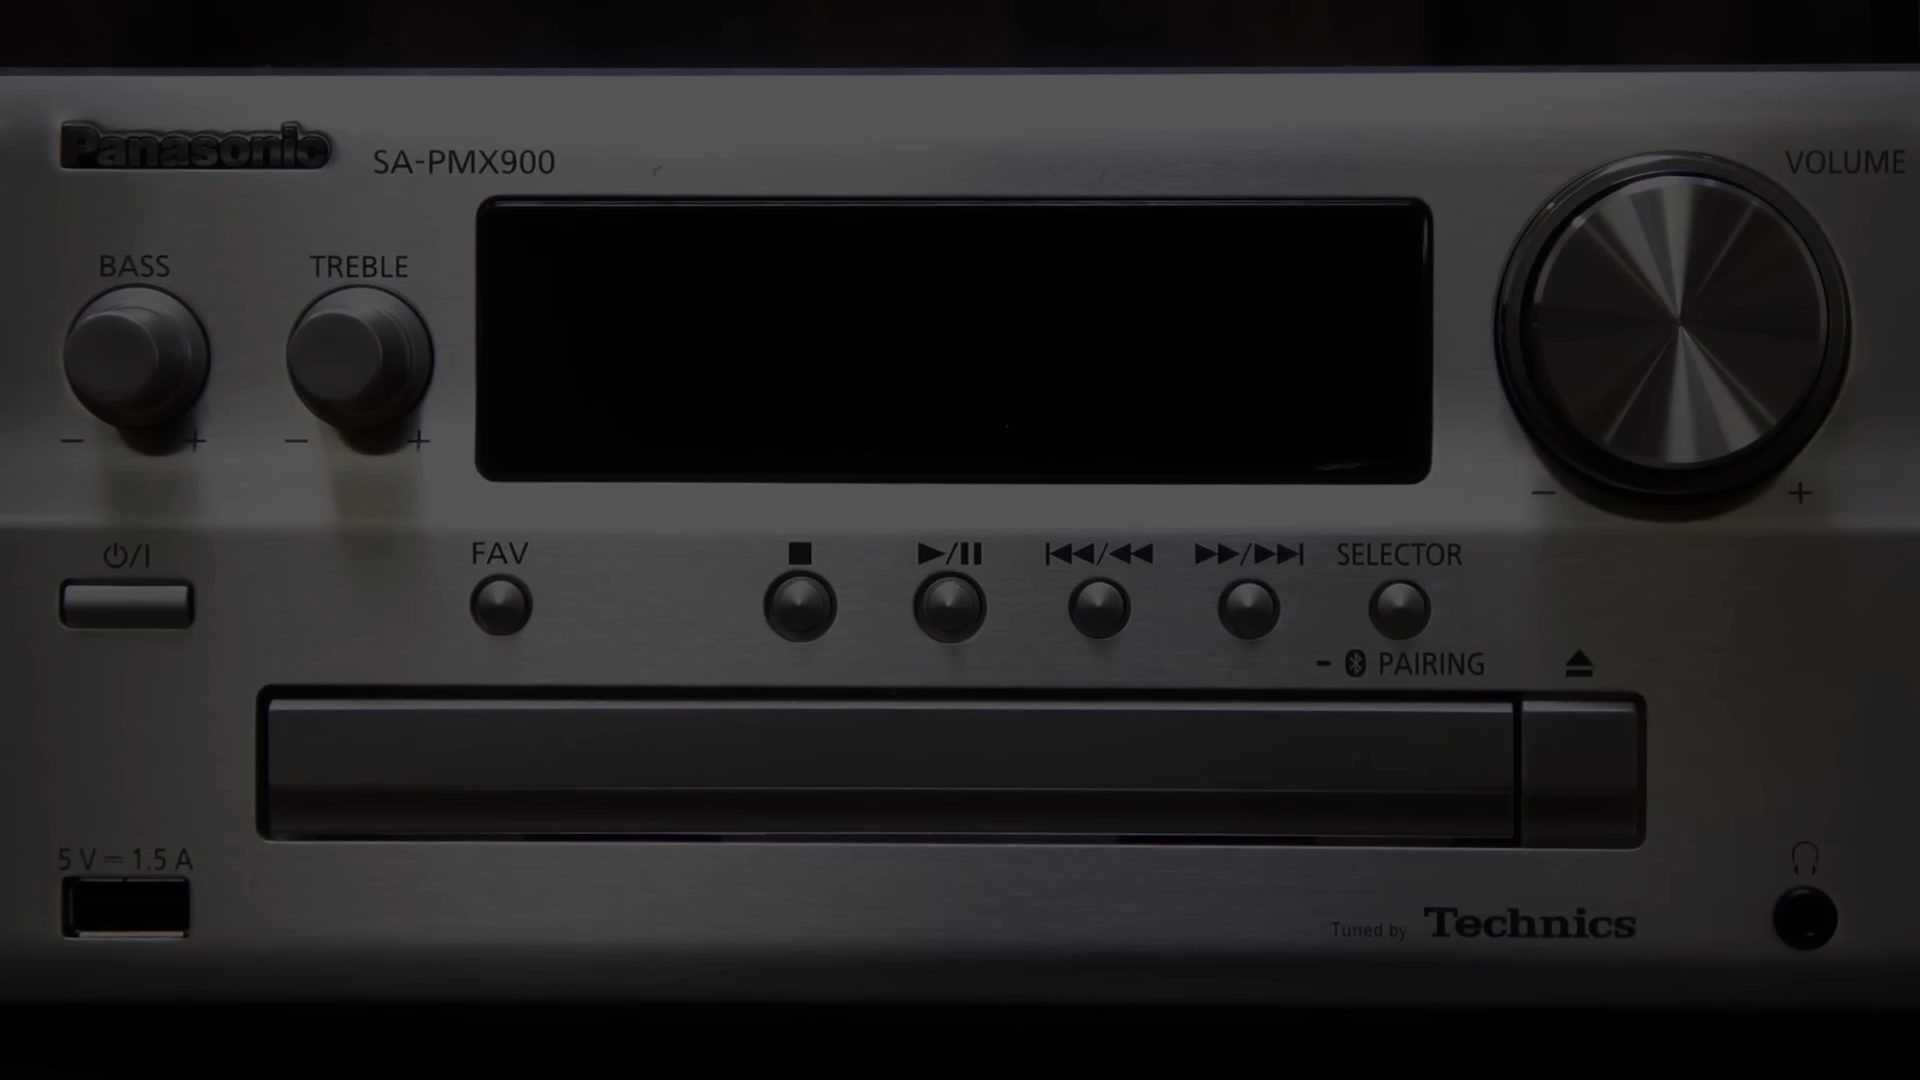 Panasonic SA-PMX900
VOLUME
BASS TREBLE
− + − +
− +
⏻/I FAV ■ ▶/⏸ ⏮◀/◀◀ ▶▶/▶▶⏭ SELECTOR
- PAIRING ⏏
5 V ⎓ 1.5 A
Tuned by Technics